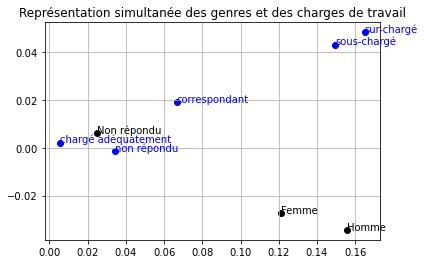 Représentation simultanée des genres et des charges de travail
0.04
0.02
0.00
−0.02
sur-chargé
sous-chargé
correspondant
Non répondu
chargé adéquatement
non répondu
Femme
Homme
0.00 0.02 0.04 0.06 0.08 0.10 0.12 0.14 0.16